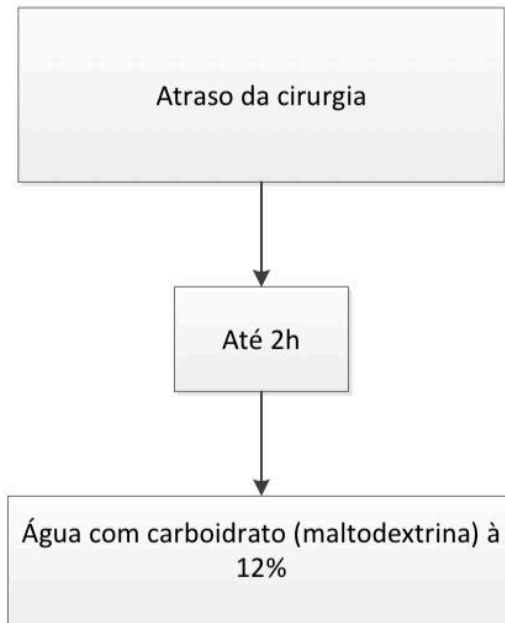 Atraso da cirurgia
Até 2h
Água com carboidrato (maltodextrina) à
12%